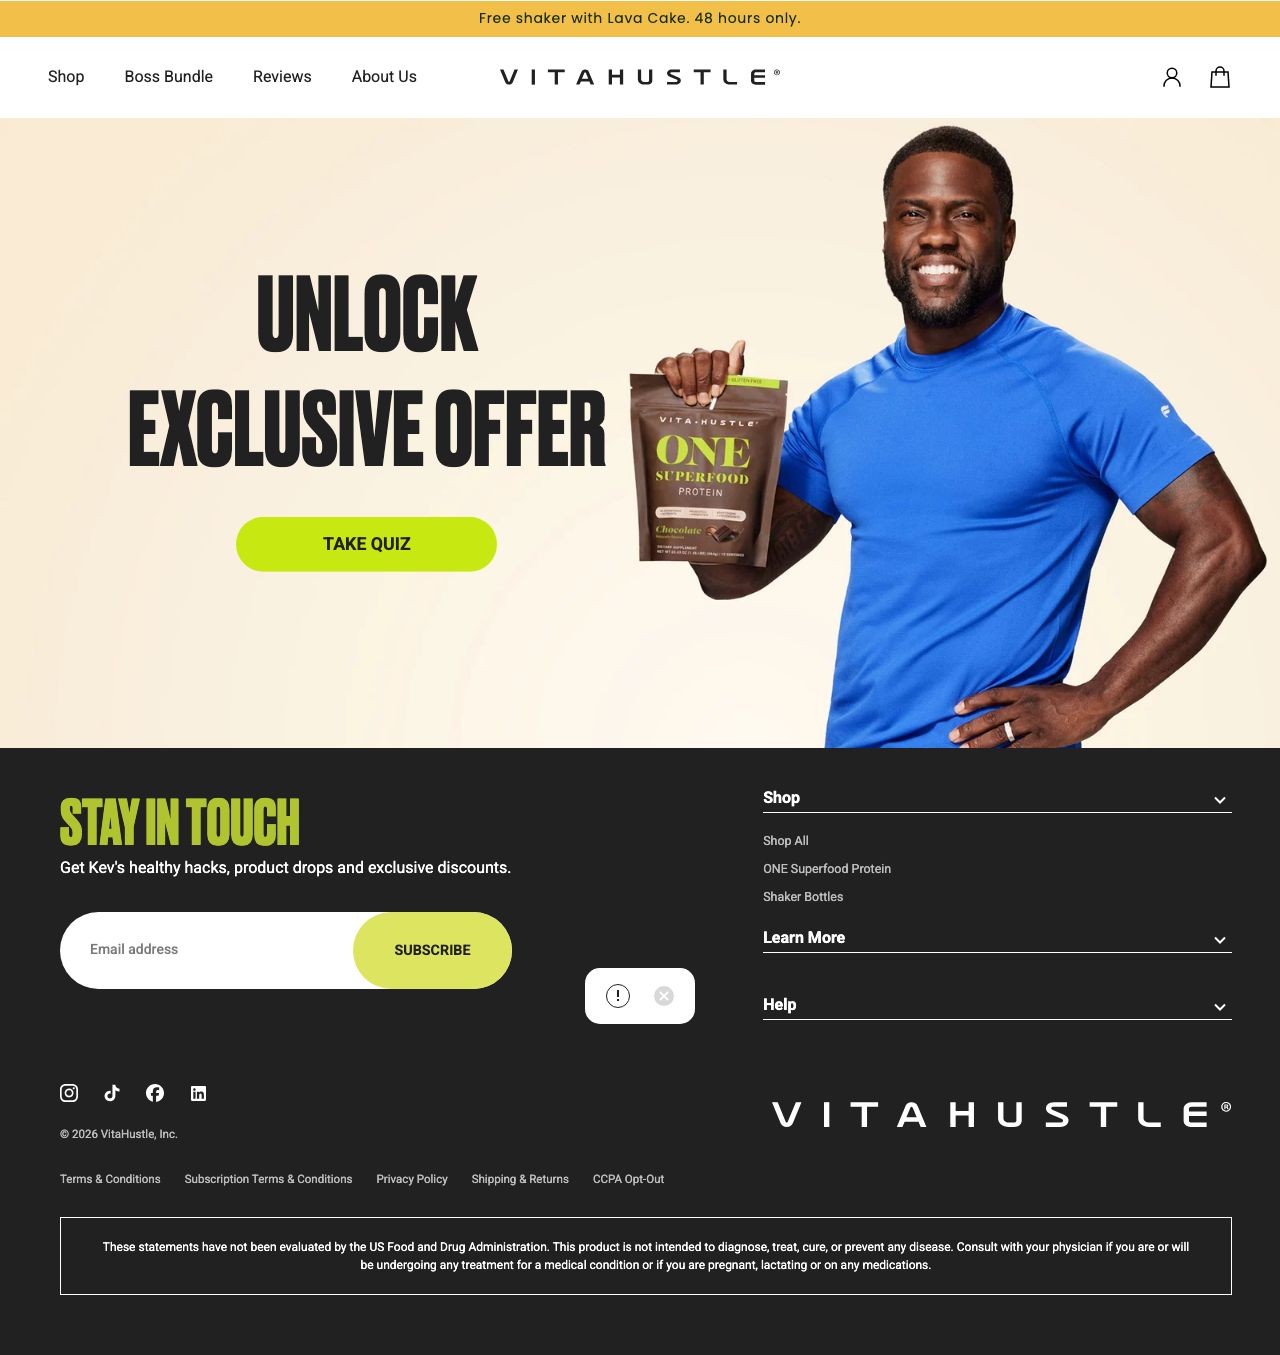 Free shaker with Lava Cake. 48 hours only.
Shop
Boss Bundle
Reviews
About Us
VITAHUSTLE®
UNLOCK
EXCLUSIVE OFFER
TAKE QUIZ
GLUTEN FREE
VITA·HUSTLE
ONE
SUPERFOOD
PROTEIN
Chocolate
STAY IN TOUCH
Get Kev's healthy hacks, product drops and exclusive discounts.
Email address
SUBSCRIBE
Shop
Shop All
ONE Superfood Protein
Shaker Bottles
Learn More
Help
© 2026 VitaHustle, Inc.
VITAHUSTLE®
Terms & Conditions
Subscription Terms & Conditions
Privacy Policy
Shipping & Returns
CCPA Opt-Out
These statements have not been evaluated by the US Food and Drug Administration. This product is not intended to diagnose, treat, cure, or prevent any disease. Consult with your physician if you are or will
be undergoing any treatment for a medical condition or if you are pregnant, lactating or on any medications.